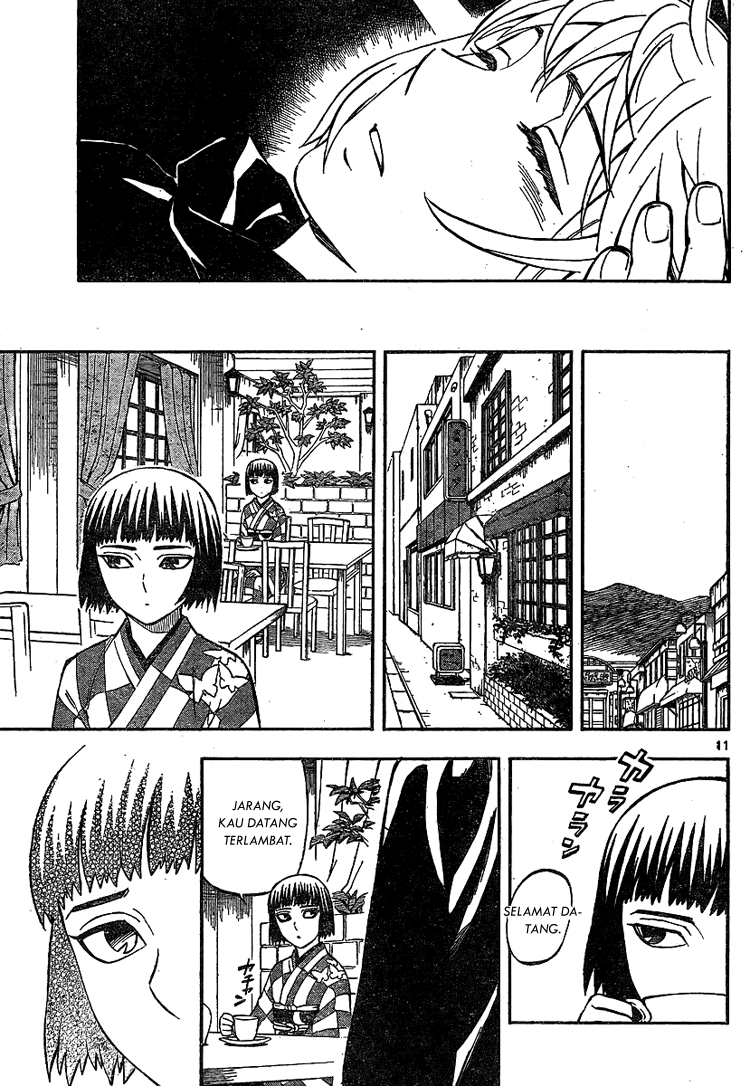 11
カラ
カラン
SELAMAT DA-
TANG.
JARANG,
KAU DATANG
TERLAMBAT.
カチャン